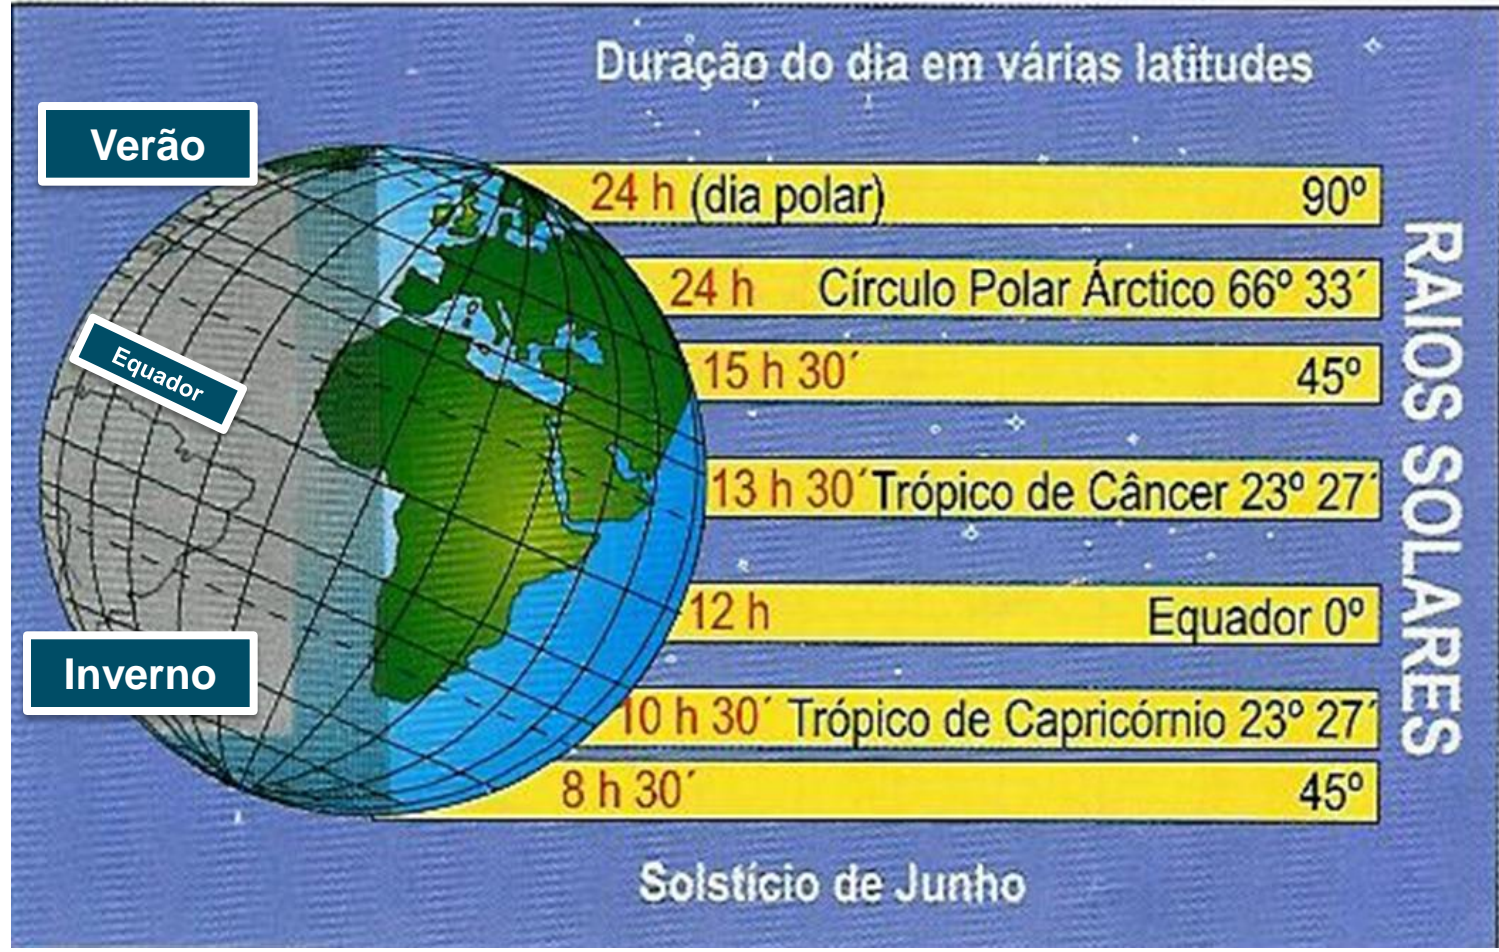 Duração do dia em várias latitudes
Verão
24 h (dia polar) 90º
24 h Círculo Polar Árctico 66º 33´
15 h 30´ 45º
Equador
13 h 30´ Trópico de Câncer 23º 27´
12 h Equador 0º
Inverno
10 h 30´ Trópico de Capricórnio 23º 27´
8 h 30´ 45º
RAIOS SOLARES
Solstício de Junho